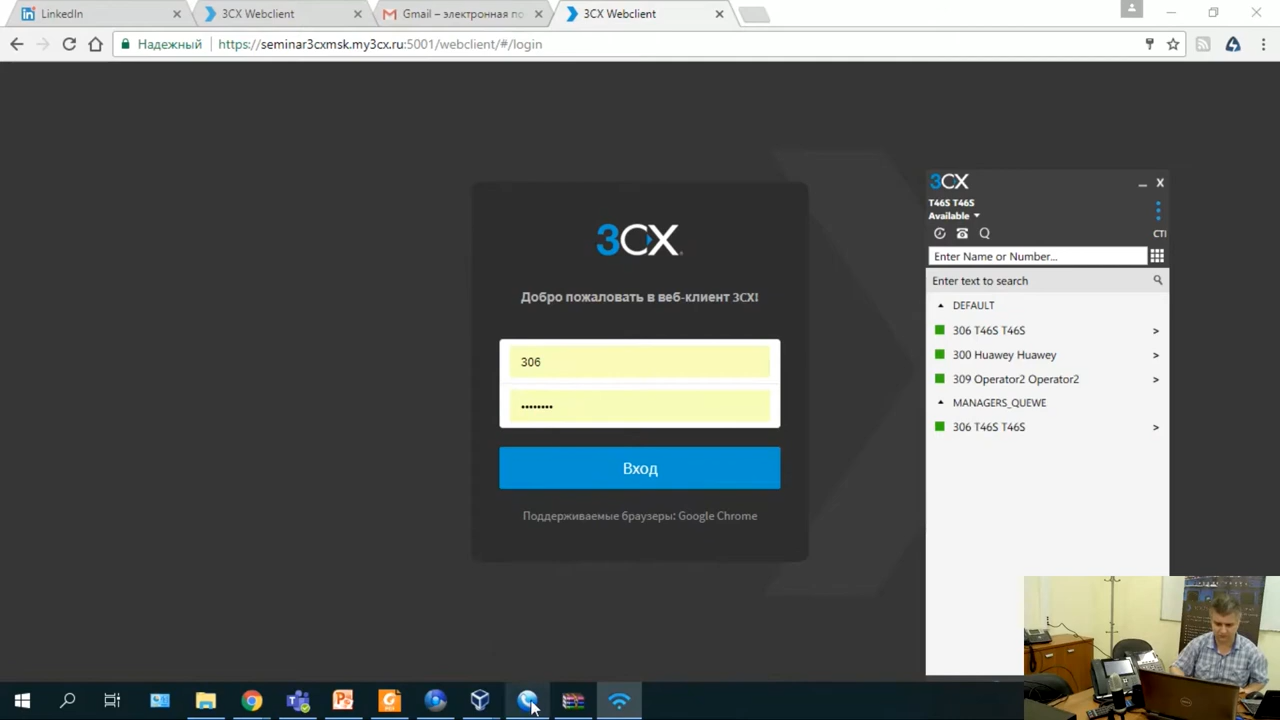 LinkedIn
3CX Webclient
Gmail – электронная по
3CX Webclient
Надежный
https://seminar3cxmsk.my3cx.ru:5001/webclient/#/login
3CX
Добро пожаловать в веб-клиент 3CX!
306
••••••••
Вход
Поддерживаемые браузеры: Google Chrome
3CX
T46S T46S
Available
CTI
Enter Name or Number...
Enter text to search
DEFAULT
306 T46S T46S
300 Huawey Huawey
309 Operator2 Operator2
MANAGERS_QUEWE
306 T46S T46S